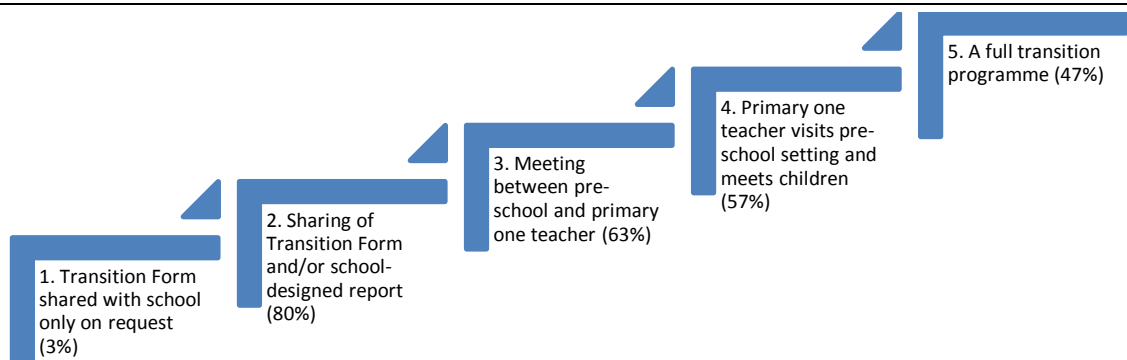 1. Transition Form
shared with school
only on request
(3%)
2. Sharing of
Transition Form
and/or school-
designed report
(80%)
3. Meeting
between pre-
school and primary
one teacher (63%)
4. Primary one
teacher visits pre-
school setting and
meets children
(57%)
5. A full transition
programme (47%)